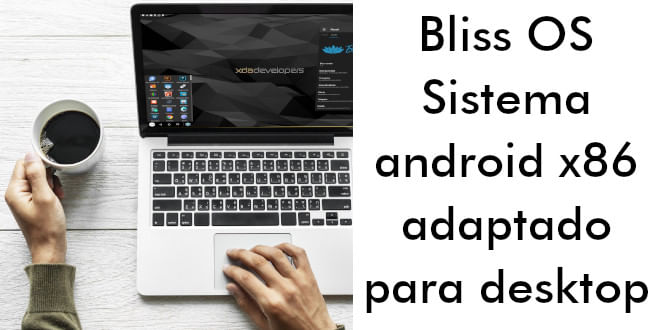 xdadevelopers
Bliss OS
Sistema
android x86
adaptado
para desktop